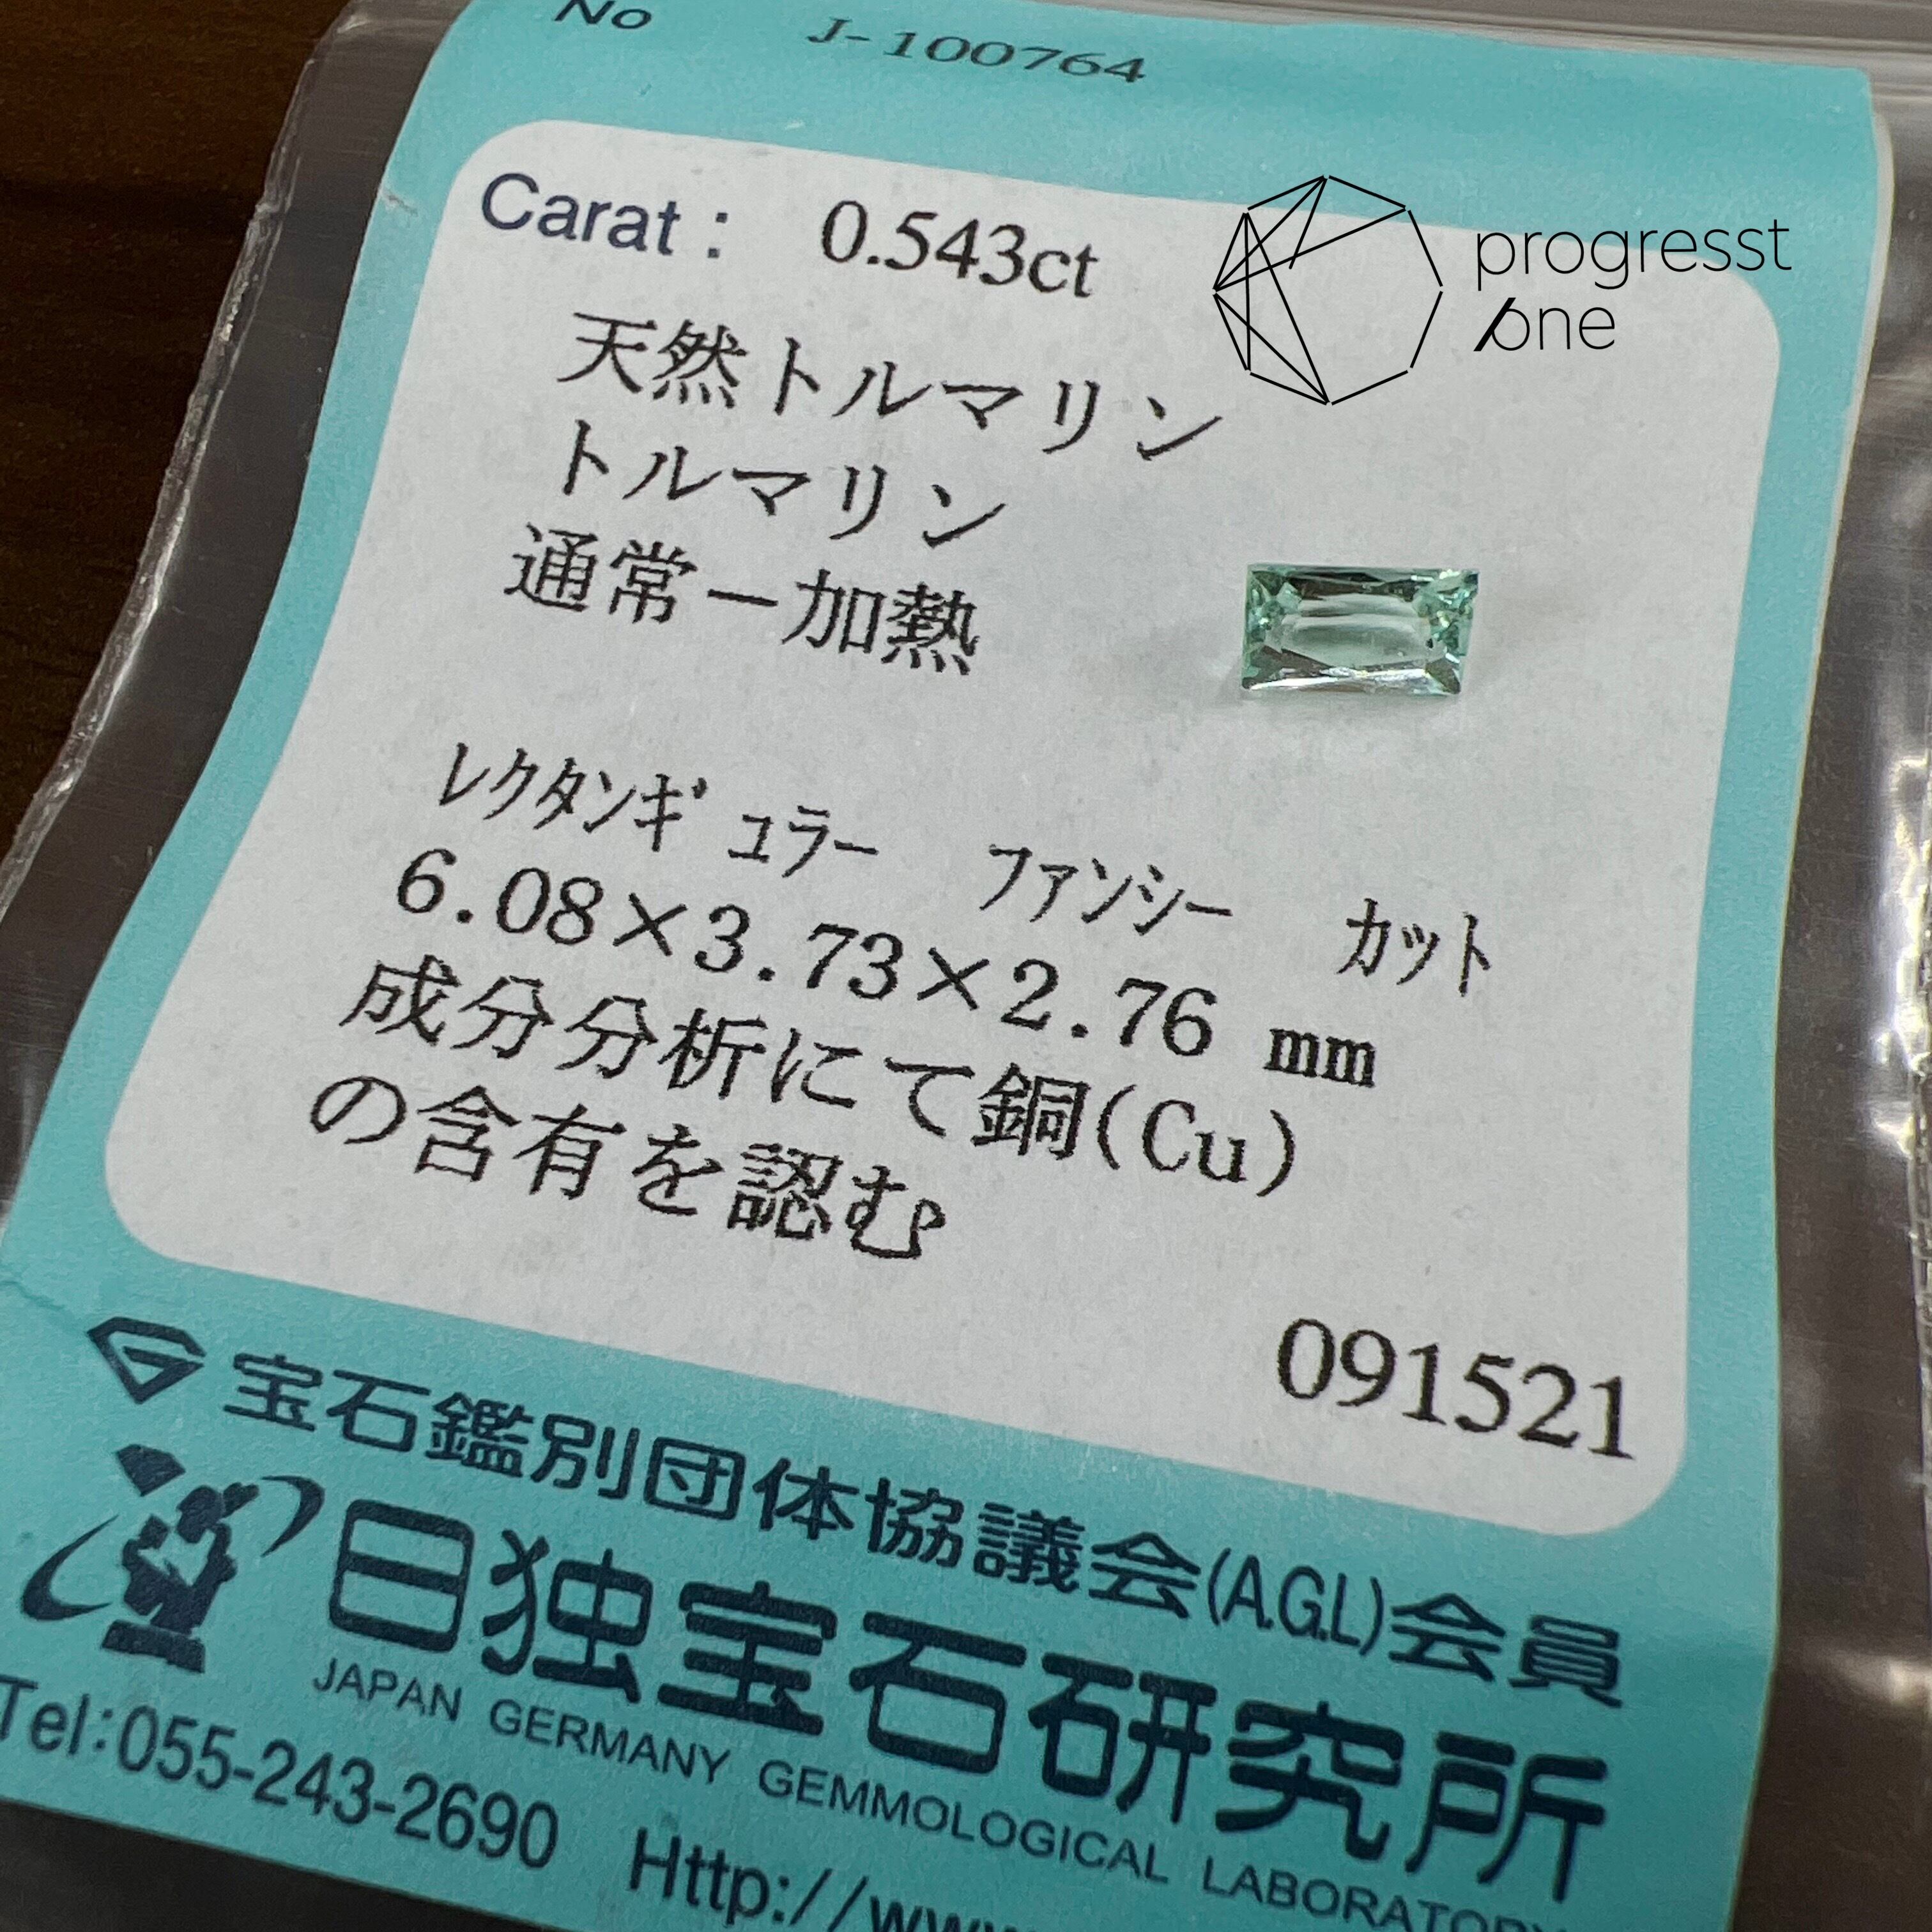 No J-100764
Carat : 0.543ct
progresst
one
天然トルマリン
トルマリン
通常ー加熱
ﾚｸﾀﾝｷﾞｭﾗｰ ﾌｧﾝｼｰ ｶｯﾄ
6.08×3.73×2.76 mm
成分分析にて銅(Cu)
の含有を認む
091521
宝石鑑別団体協議会(A.G.L)会員
日独宝石研究所
JAPAN GERMANY GEMMOLOGICAL LABORATORY
Tel:055-243-2690 Http://www